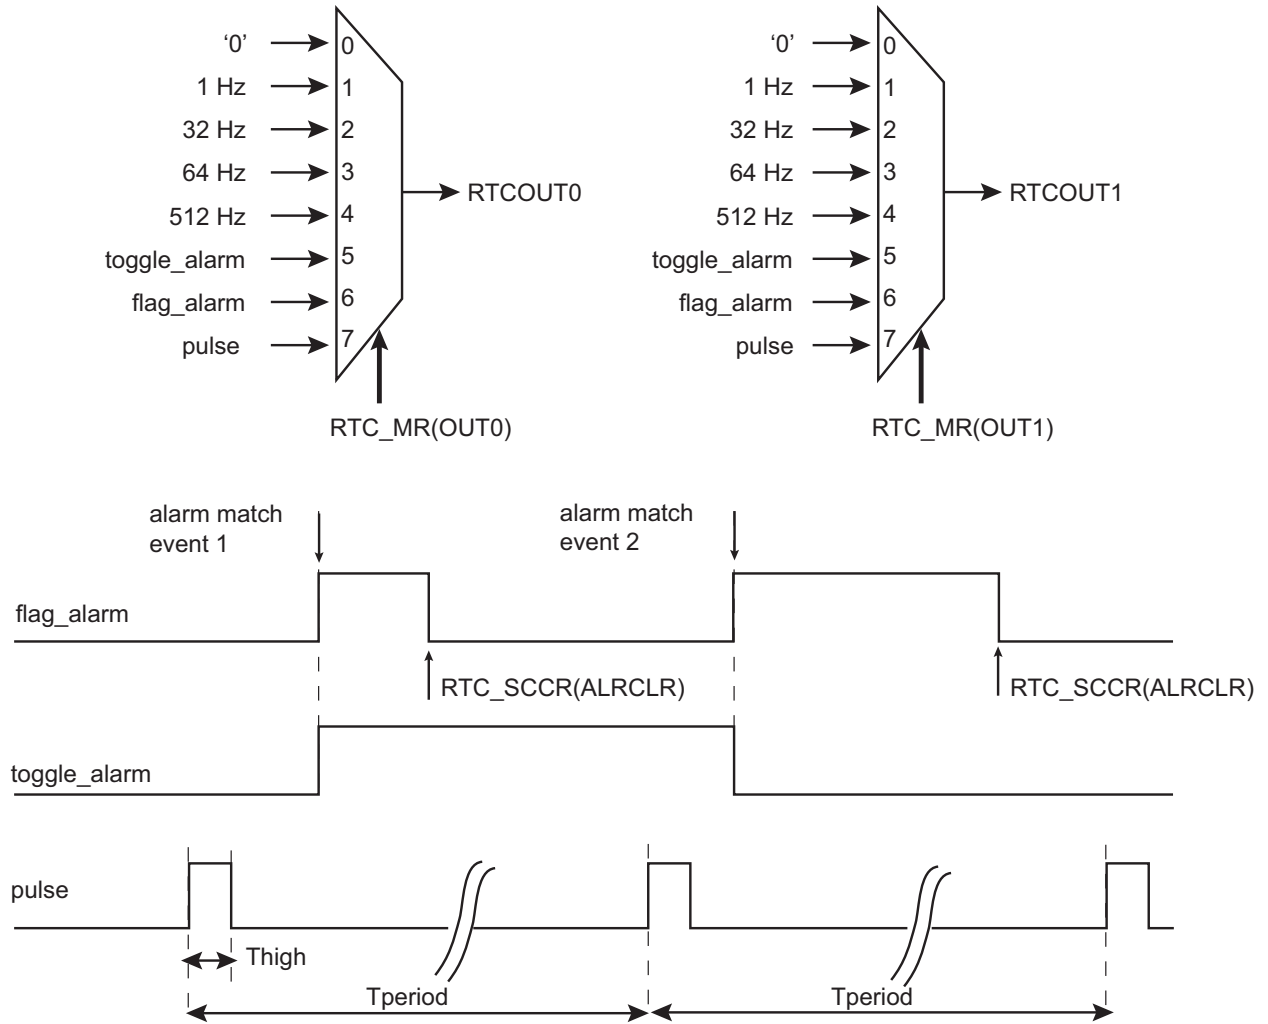 ‘0’
0
1 Hz
1
32 Hz
2
64 Hz
3
512 Hz
4
toggle_alarm
5
flag_alarm
6
pulse
7
RTCOUT0
RTC_MR(OUT0)
‘0’
0
1 Hz
1
32 Hz
2
64 Hz
3
512 Hz
4
toggle_alarm
5
flag_alarm
6
pulse
7
RTCOUT1
RTC_MR(OUT1)
alarm match
event 1
alarm match
event 2
flag_alarm
RTC_SCCR(ALRCLR)
RTC_SCCR(ALRCLR)
toggle_alarm
pulse
Thigh
Tperiod
Tperiod